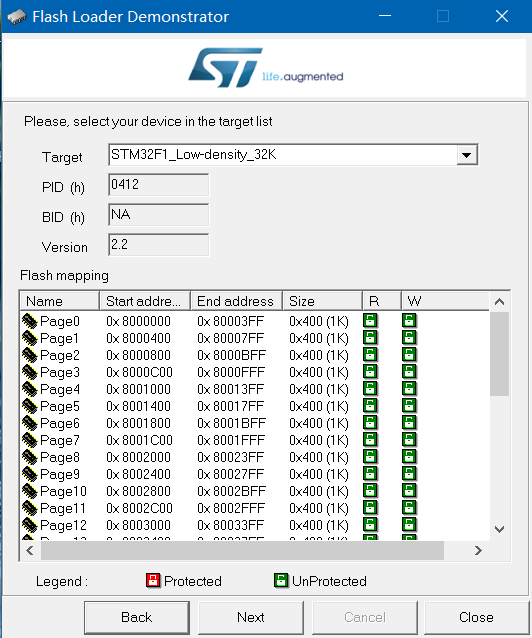 Flash Loader Demonstrator
ST life.augmented
Please, select your device in the target list
Target STM32F1_Low-density_32K
PID (h) 0412
BID (h) NA
Version 2.2
Flash mapping
Name Start addre... End address Size R W
Page0 0x 8000000 0x 80003FF 0x400 (1K)
Page1 0x 8000400 0x 80007FF 0x400 (1K)
Page2 0x 8000800 0x 8000BFF 0x400 (1K)
Page3 0x 8000C00 0x 8000FFF 0x400 (1K)
Page4 0x 8001000 0x 80013FF 0x400 (1K)
Page5 0x 8001400 0x 80017FF 0x400 (1K)
Page6 0x 8001800 0x 8001BFF 0x400 (1K)
Page7 0x 8001C00 0x 8001FFF 0x400 (1K)
Page8 0x 8002000 0x 80023FF 0x400 (1K)
Page9 0x 8002400 0x 80027FF 0x400 (1K)
Page10 0x 8002800 0x 8002BFF 0x400 (1K)
Page11 0x 8002C00 0x 8002FFF 0x400 (1K)
Page12 0x 8003000 0x 80033FF 0x400 (1K)
Legend : Protected UnProtected
Back Next Cancel Close